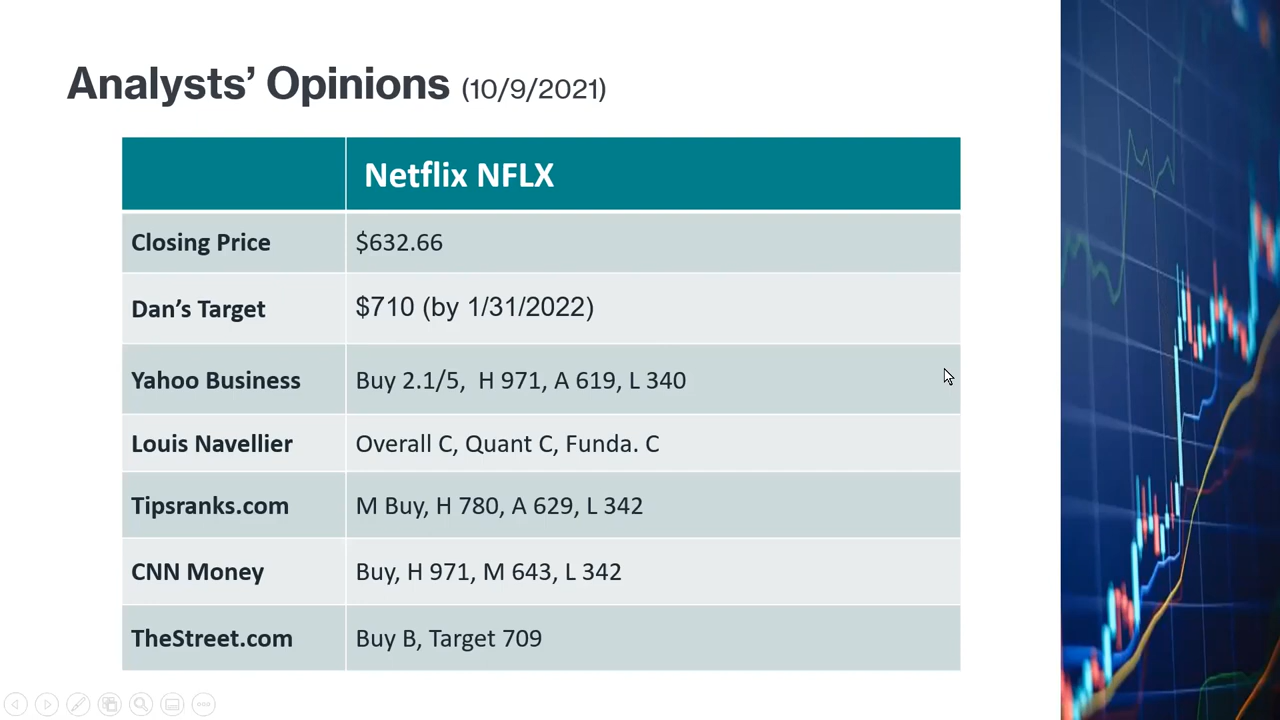 Analysts’ Opinions (10/9/2021)
Netflix NFLX
Closing Price $632.66
Dan’s Target $710 (by 1/31/2022)
Yahoo Business Buy 2.1/5, H 971, A 619, L 340
Louis Navellier Overall C, Quant C, Funda. C
Tipsranks.com M Buy, H 780, A 629, L 342
CNN Money Buy, H 971, M 643, L 342
TheStreet.com Buy B, Target 709